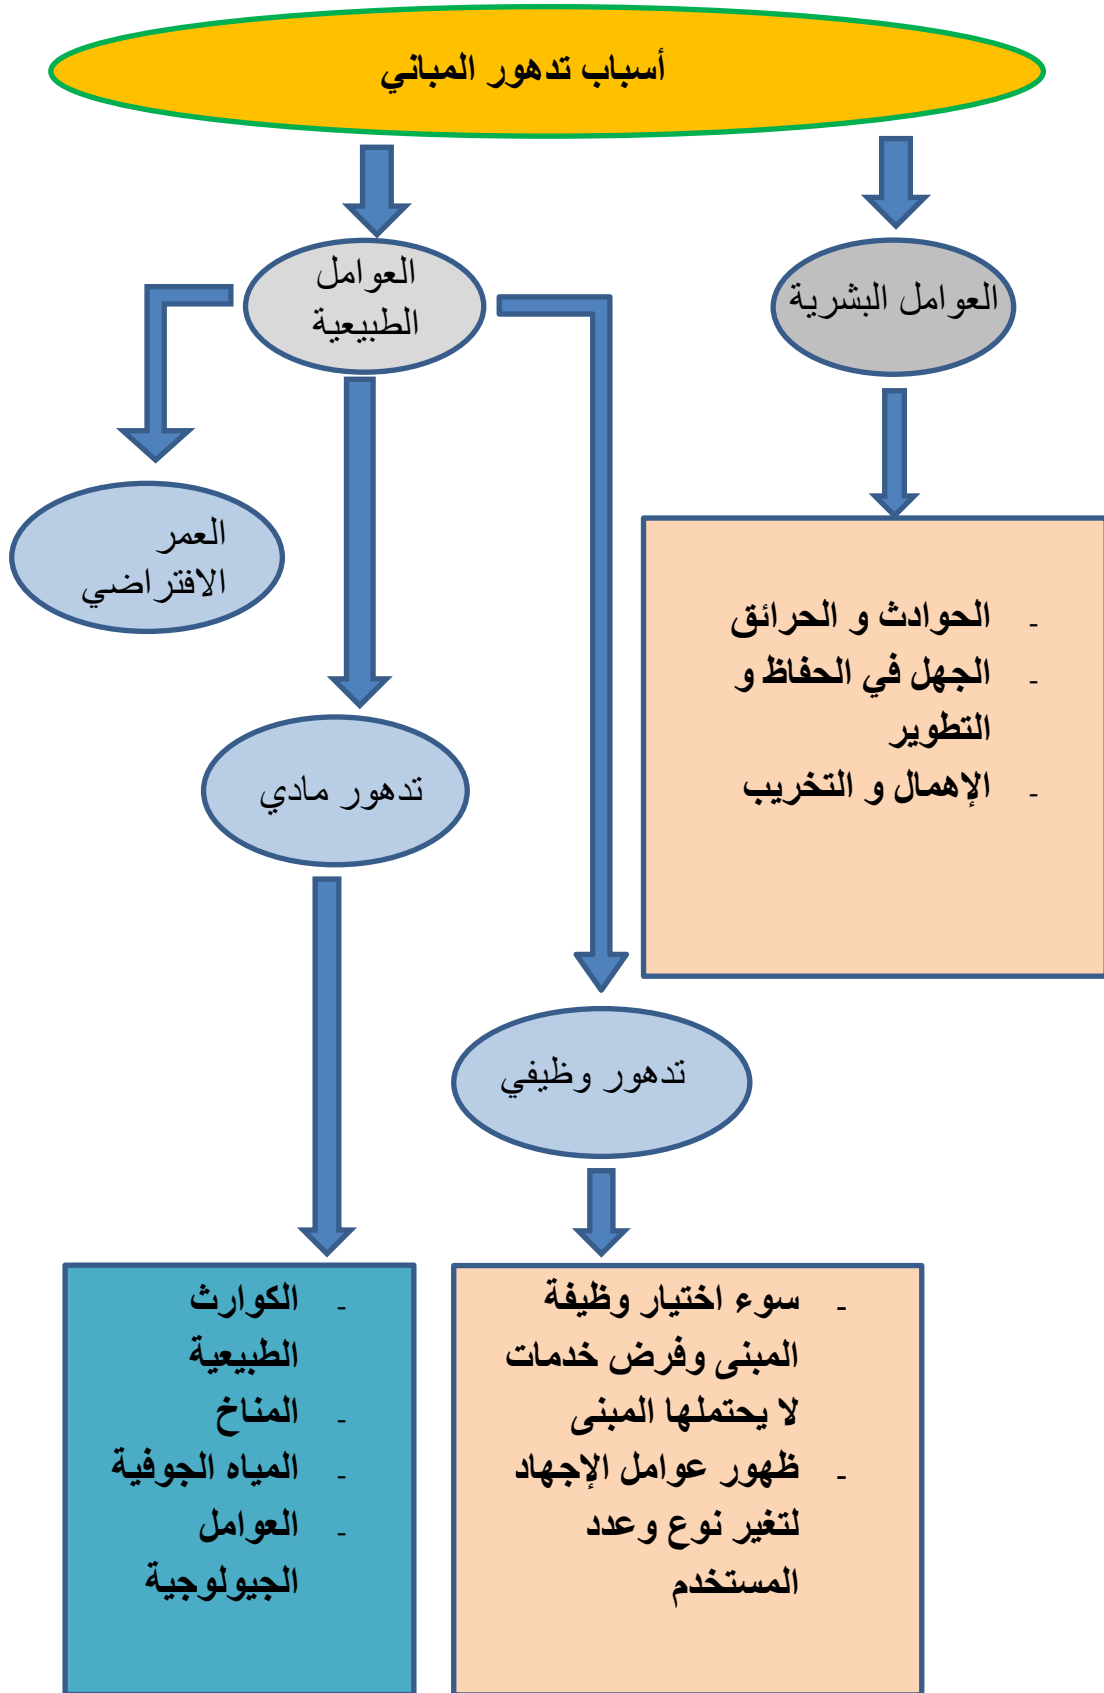 أسباب تدهور المباني
العوامل البشرية
العوامل
الطبيعية
العمر
الافتراضي
- الحوادث و الحرائق
- الجهل في الحفاظ و
التطوير
- الإهمال و التخريب
تدهور مادي
تدهور وظيفي
- سوء اختيار وظيفة
المبنى وفرض خدمات
لا يحتملها المبنى
- ظهور عوامل الإجهاد
لتغير نوع وعدد
المستخدم
- الكوارث
الطبيعية
- المناخ
- المياه الجوفية
- العوامل
الجيولوجية